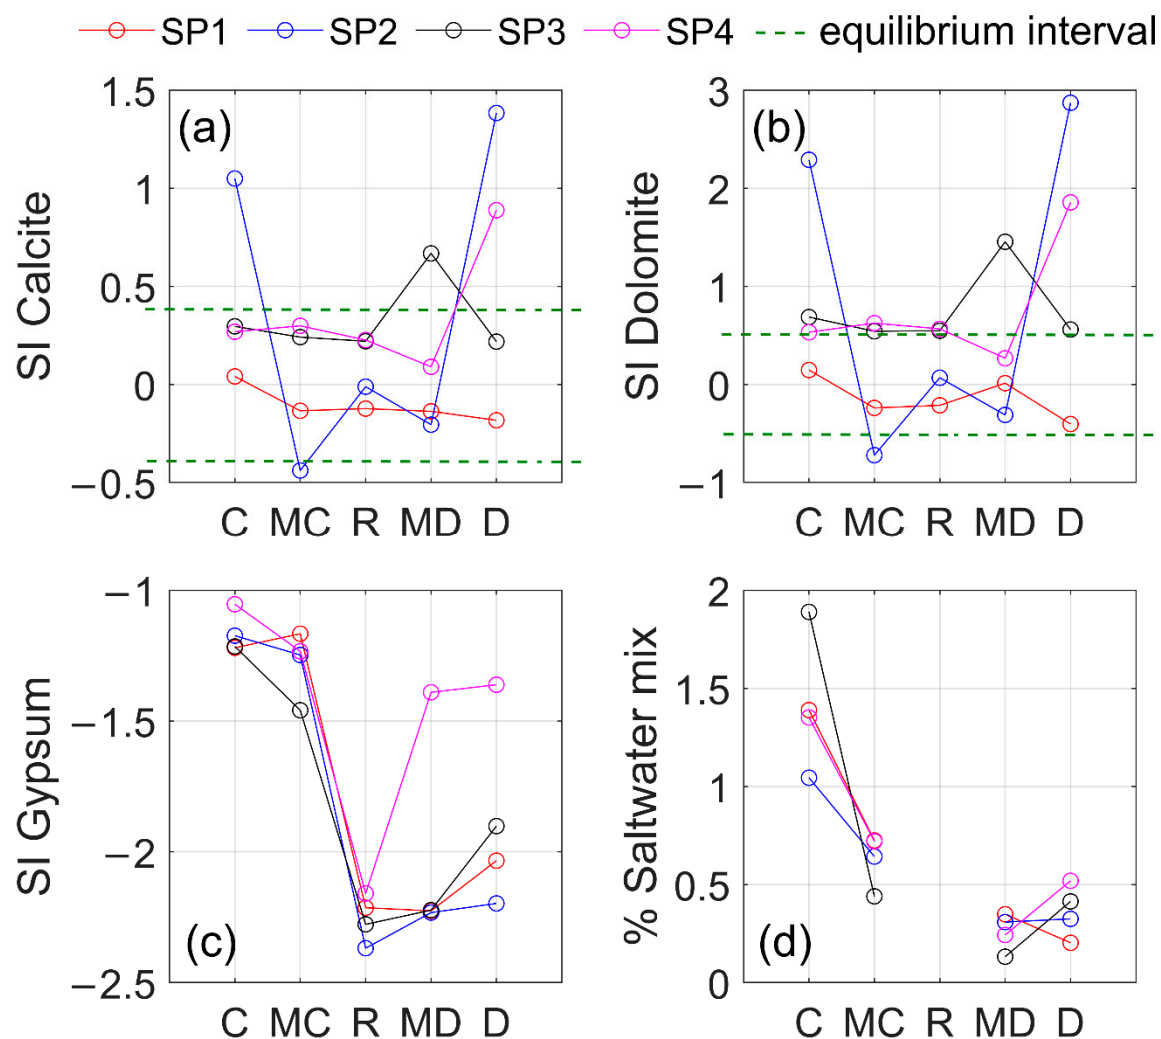 SP1 SP2 SP3 SP4 equilibrium interval
(a)
SI Calcite
1.5
1
0.5
0
−0.5
C MC R MD D
(b)
SI Dolomite
3
2
1
0
−1
C MC R MD D
(c)
SI Gypsum
−1
−1.5
−2
−2.5
C MC R MD D
(d)
% Saltwater mix
2
1.5
1
0.5
0
C MC R MD D